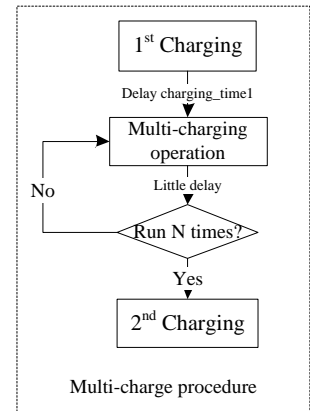 1st Charging
Delay charging_time1
Multi-charging
operation
Little delay
No
Run N times?
Yes
2nd Charging
Multi-charge procedure